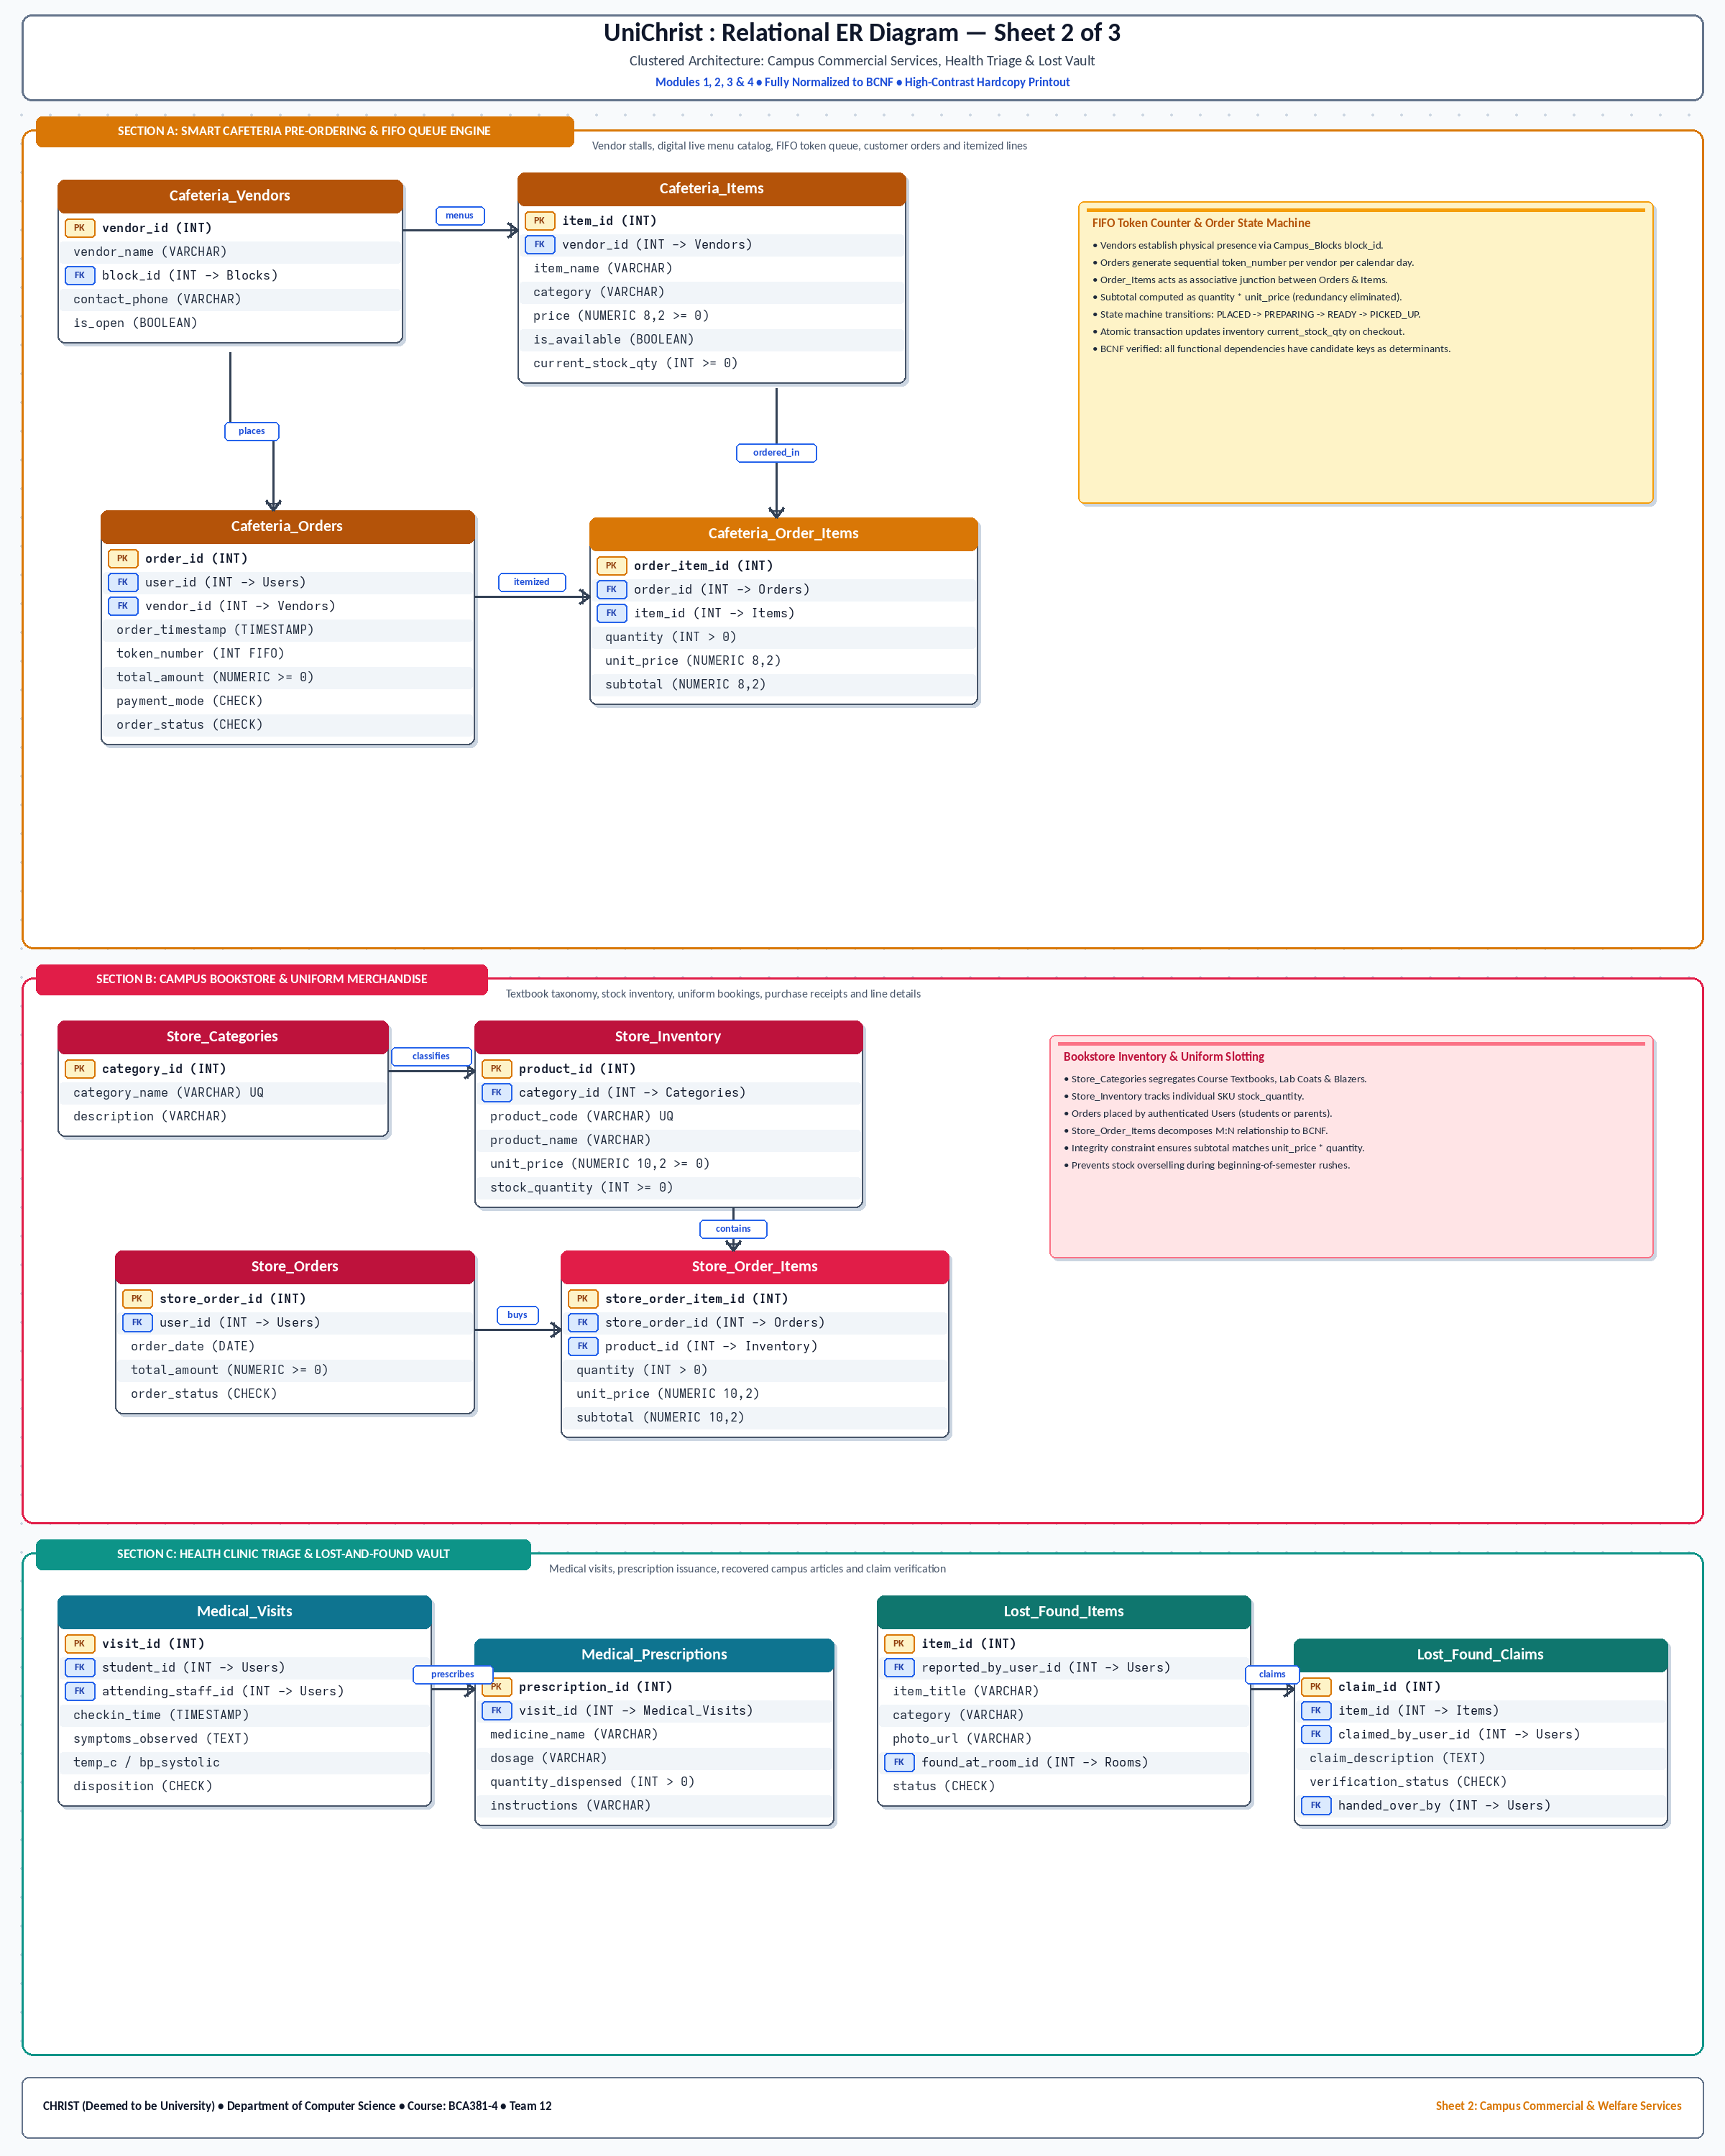 UniChrist : Relational ER Diagram — Sheet 2 of 3
Clustered Architecture: Campus Commercial Services, Health Triage & Lost Vault
Modules 1, 2, 3 & 4 • Fully Normalized to BCNF • High-Contrast Hardcopy Printout
SECTION A: SMART CAFETERIA PRE-ORDERING & FIFO QUEUE ENGINE
Vendor stalls, digital live menu catalog, FIFO token queue, customer orders and itemized lines
Cafeteria_Vendors
PK vendor_id (INT)
vendor_name (VARCHAR)
FK block_id (INT -> Blocks)
contact_phone (VARCHAR)
is_open (BOOLEAN)
menus
Cafeteria_Items
PK item_id (INT)
FK vendor_id (INT -> Vendors)
item_name (VARCHAR)
category (VARCHAR)
price (NUMERIC 8,2 >= 0)
is_available (BOOLEAN)
current_stock_qty (INT >= 0)
FIFO Token Counter & Order State Machine
• Vendors establish physical presence via Campus_Blocks block_id.
• Orders generate sequential token_number per vendor per calendar day.
• Order_Items acts as associative junction between Orders & Items.
• Subtotal computed as quantity * unit_price (redundancy eliminated).
• State machine transitions: PLACED -> PREPARING -> READY -> PICKED_UP.
• Atomic transaction updates inventory current_stock_qty on checkout.
• BCNF verified: all functional dependencies have candidate keys as determinants.
places
ordered_in
Cafeteria_Orders
PK order_id (INT)
FK user_id (INT -> Users)
FK vendor_id (INT -> Vendors)
order_timestamp (TIMESTAMP)
token_number (INT FIFO)
total_amount (NUMERIC >= 0)
payment_mode (CHECK)
order_status (CHECK)
itemized
Cafeteria_Order_Items
PK order_item_id (INT)
FK order_id (INT -> Orders)
FK item_id (INT -> Items)
quantity (INT > 0)
unit_price (NUMERIC 8,2)
subtotal (NUMERIC 8,2)
SECTION B: CAMPUS BOOKSTORE & UNIFORM MERCHANDISE
Textbook taxonomy, stock inventory, uniform bookings, purchase receipts and line details
Store_Categories
PK category_id (INT)
category_name (VARCHAR) UQ
description (VARCHAR)
classifies
Store_Inventory
PK product_id (INT)
FK category_id (INT -> Categories)
product_code (VARCHAR) UQ
product_name (VARCHAR)
unit_price (NUMERIC 10,2 >= 0)
stock_quantity (INT >= 0)
Bookstore Inventory & Uniform Slotting
• Store_Categories segregates Course Textbooks, Lab Coats & Blazers.
• Store_Inventory tracks individual SKU stock_quantity.
• Orders placed by authenticated Users (students or parents).
• Store_Order_Items decomposes M:N relationship to BCNF.
• Integrity constraint ensures subtotal matches unit_price * quantity.
• Prevents stock overselling during beginning-of-semester rushes.
contains
Store_Orders
PK store_order_id (INT)
FK user_id (INT -> Users)
order_date (DATE)
total_amount (NUMERIC >= 0)
order_status (CHECK)
buys
Store_Order_Items
PK store_order_item_id (INT)
FK store_order_id (INT -> Orders)
FK product_id (INT -> Inventory)
quantity (INT > 0)
unit_price (NUMERIC 10,2)
subtotal (NUMERIC 10,2)
SECTION C: HEALTH CLINIC TRIAGE & LOST-AND-FOUND VAULT
Medical visits, prescription issuance, recovered campus articles and claim verification
Medical_Visits
PK visit_id (INT)
FK student_id (INT -> Users)
FK attending_staff_id (INT -> Users)
checkin_time (TIMESTAMP)
symptoms_observed (TEXT)
temp_c / bp_systolic
disposition (CHECK)
prescribes
Medical_Prescriptions
PK prescription_id (INT)
FK visit_id (INT -> Medical_Visits)
medicine_name (VARCHAR)
dosage (VARCHAR)
quantity_dispensed (INT > 0)
instructions (VARCHAR)
Lost_Found_Items
PK item_id (INT)
FK reported_by_user_id (INT -> Users)
item_title (VARCHAR)
category (VARCHAR)
photo_url (VARCHAR)
FK found_at_room_id (INT -> Rooms)
status (CHECK)
claims
Lost_Found_Claims
PK claim_id (INT)
FK item_id (INT -> Items)
FK claimed_by_user_id (INT -> Users)
claim_description (TEXT)
verification_status (CHECK)
FK handed_over_by (INT -> Users)
CHRIST (Deemed to be University) • Department of Computer Science • Course: BCA381-4 • Team 12
Sheet 2: Campus Commercial & Welfare Services